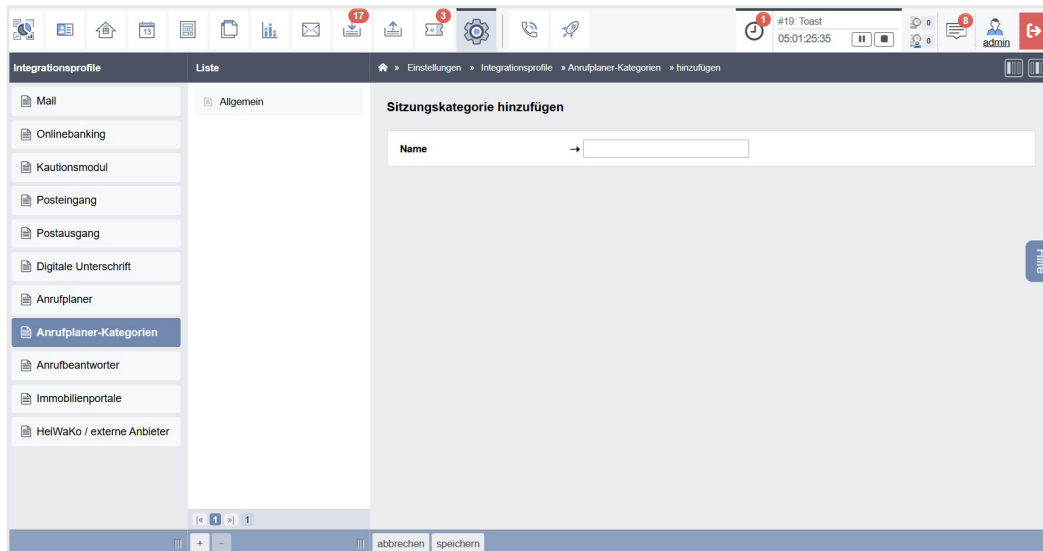 17
3
1
#19: Toast
05:01:25:35
0
0
8
admin
13
Integrationsprofile
Liste
» Einstellungen » Integrationsprofile » Anrufplaner-Kategorien » hinzufügen
Mail
Onlinebanking
Kautionsmodul
Posteingang
Postausgang
Digitale Unterschrift
Anrufplaner
Anrufplaner-Kategorien
Anrufbeantworter
Immobilienportale
HeiWaKo / externe Anbieter
Allgemein
|« 1 »| 1
+ −
Sitzungskategorie hinzufügen
Name →
Hilfe
abbrechen speichern